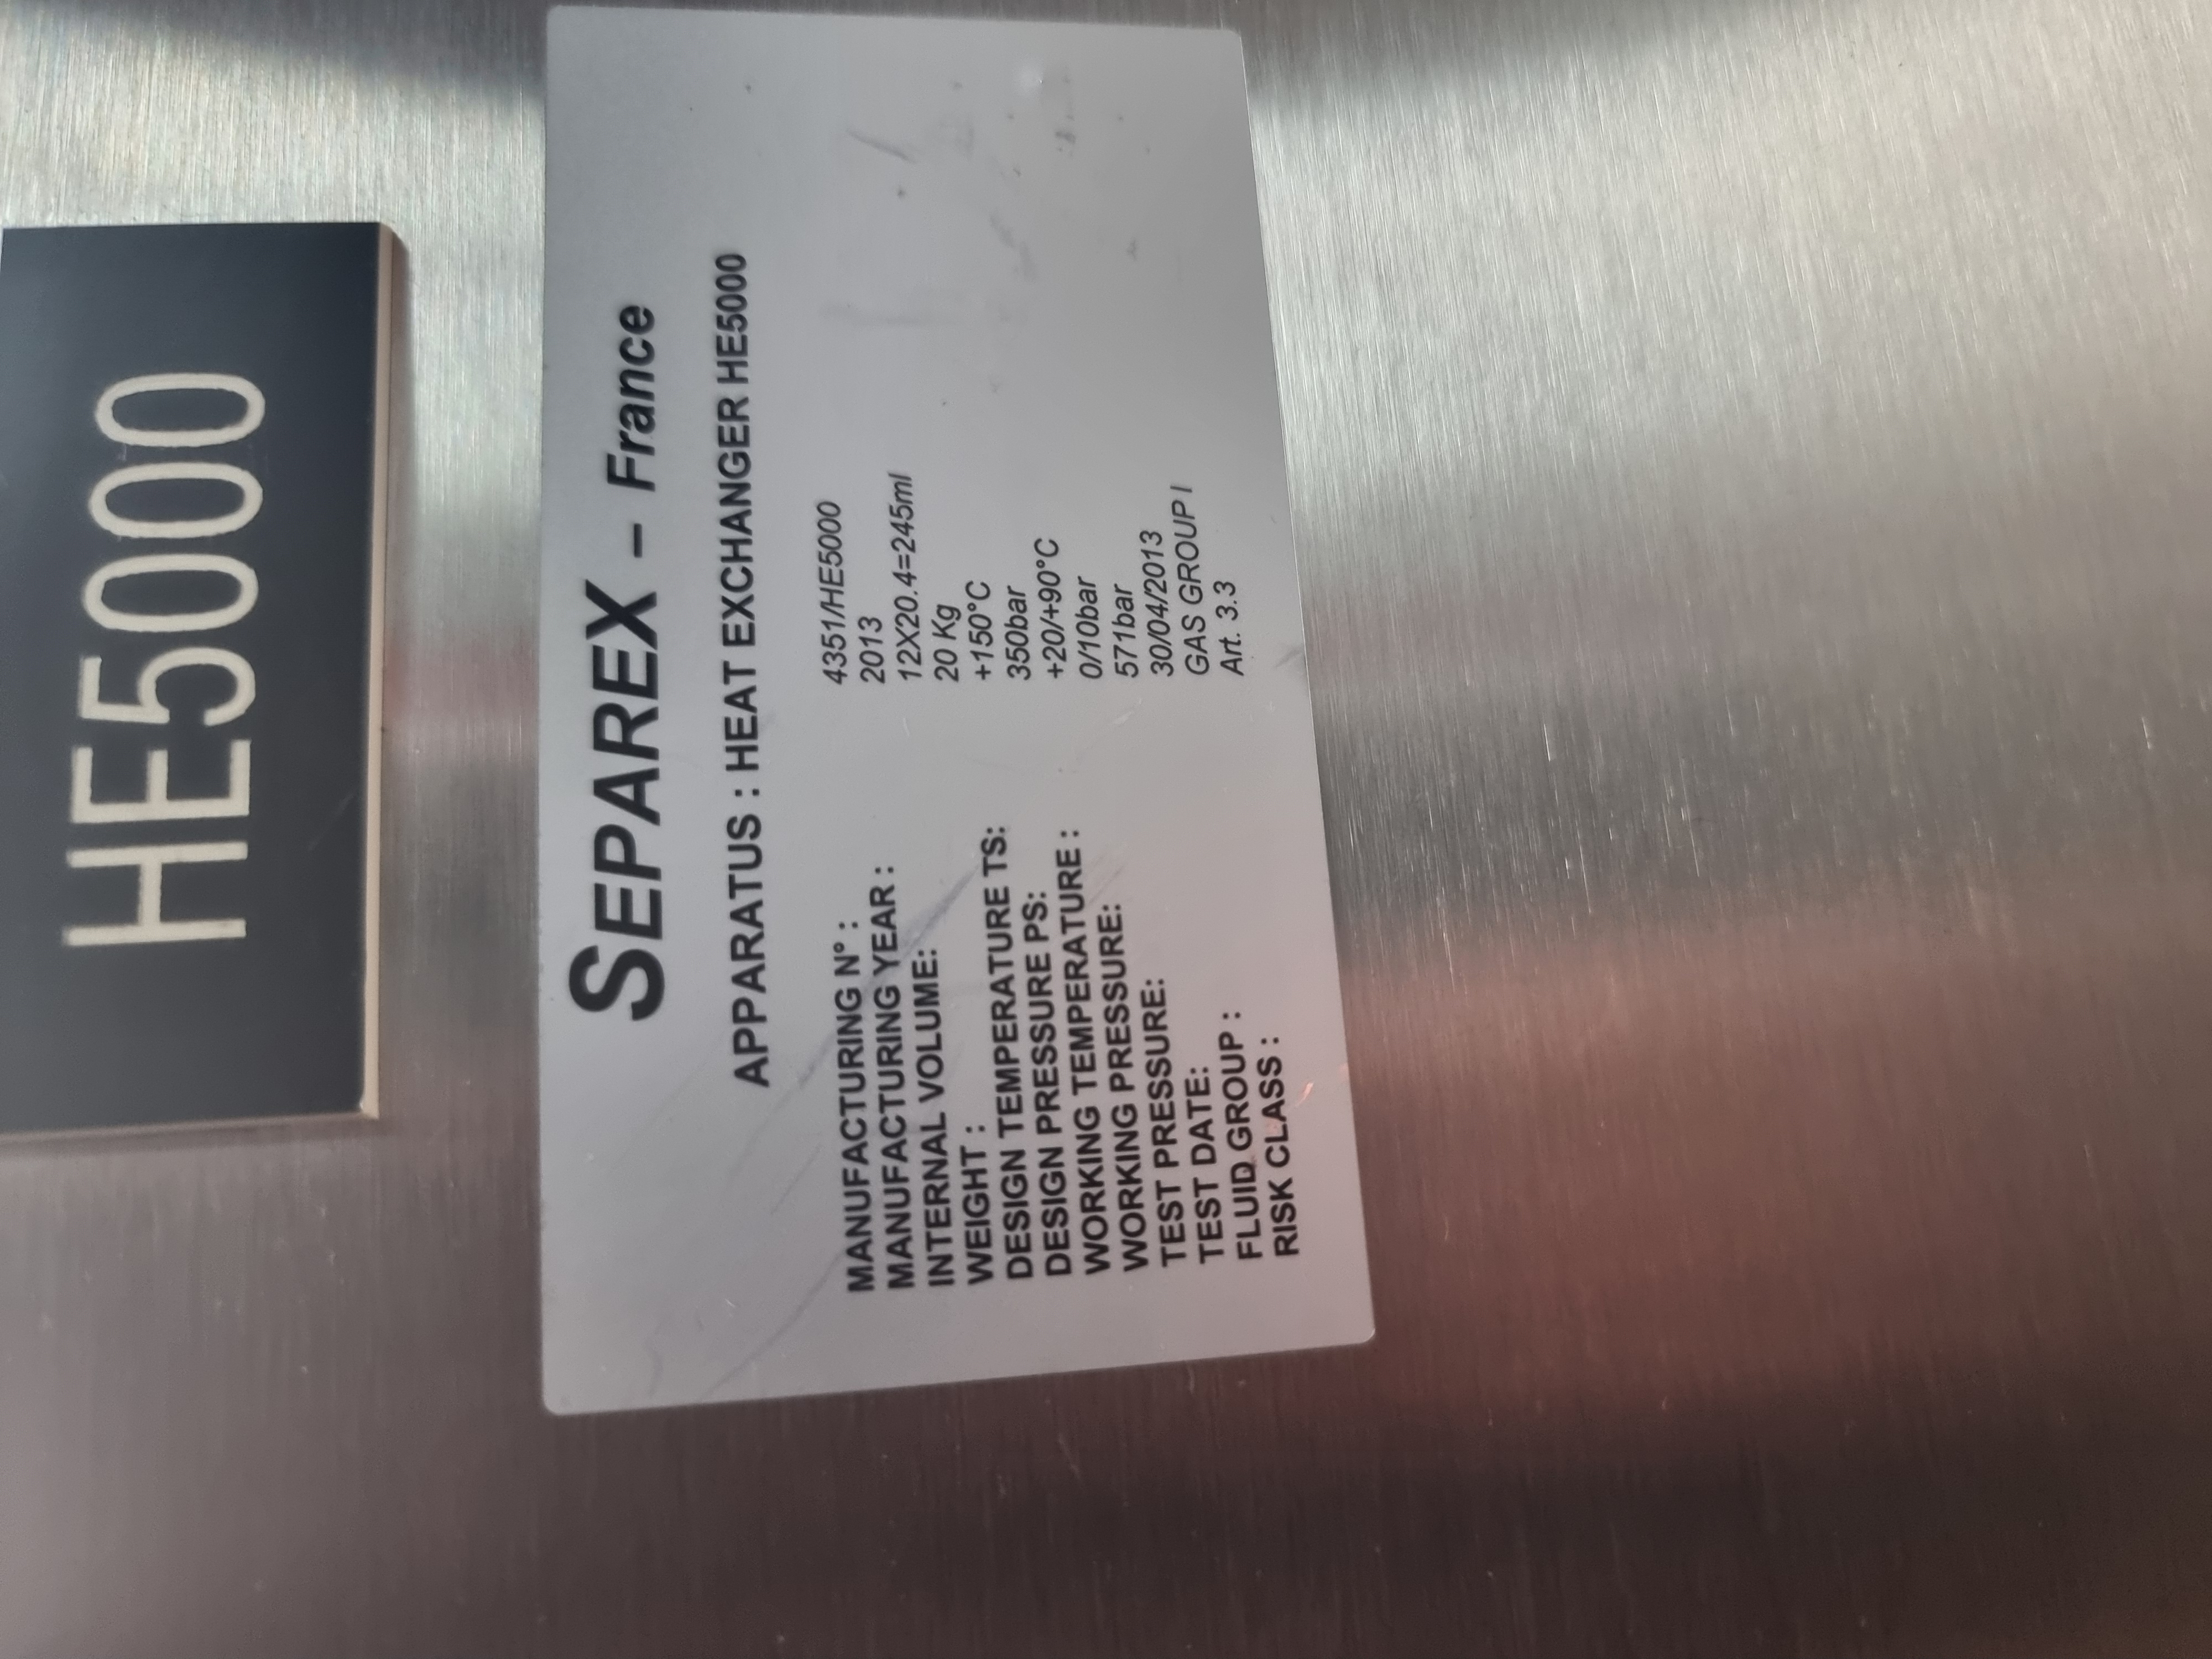 HE5000
SEPAREX – France
APPARATUS : HEAT EXCHANGER HE5000
MANUFACTURING N° : 4351/HE5000
MANUFACTURING YEAR : 2013
INTERNAL VOLUME: 12X20.4=245ml
WEIGHT : 20 Kg
DESIGN TEMPERATURE TS: +150°C
DESIGN PRESSURE PS: 350bar
WORKING TEMPERATURE : +20/+90°C
WORKING PRESSURE: 0/10bar
TEST PRESSURE: 571bar
TEST DATE: 30/04/2013
FLUID GROUP : GAS GROUP I
RISK CLASS : Art. 3.3